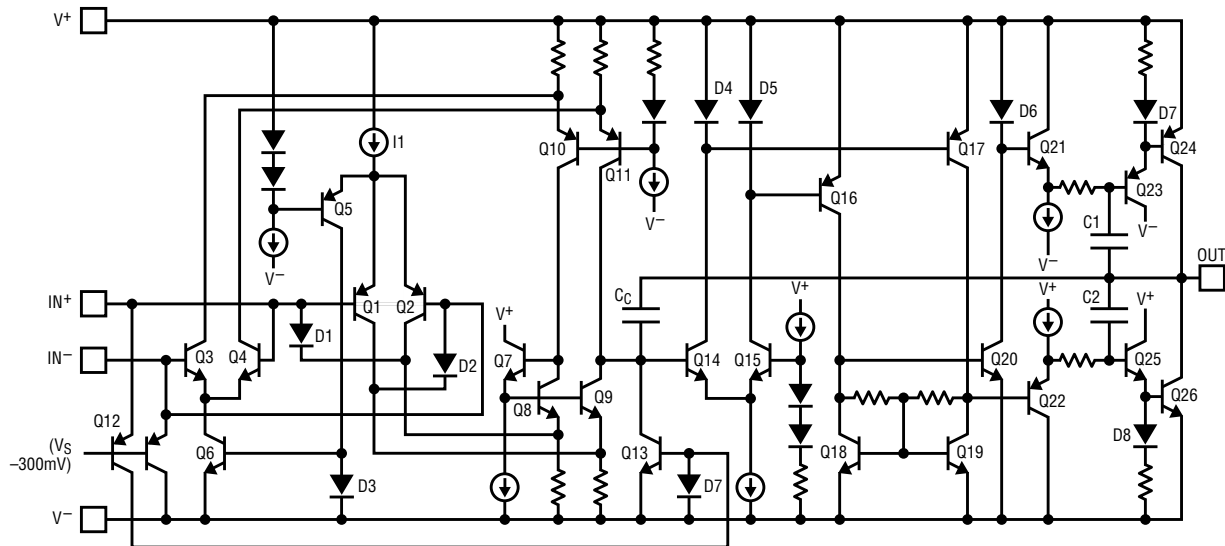 V+
D4
D5
D6
D7
I1
Q10
Q11
Q17
Q21
Q24
Q5
Q16
Q23
V–
V–
V–
V–
C1
OUT
IN+
Q1
Q2
CC
V+
V+
C2
V+
D1
V+
IN–
Q3
Q4
D2
Q7
Q14
Q15
Q20
Q25
Q8
Q9
Q22
Q26
Q12
(VS
–300mV)
Q6
Q13
Q18
Q19
D8
D3
D7
V–